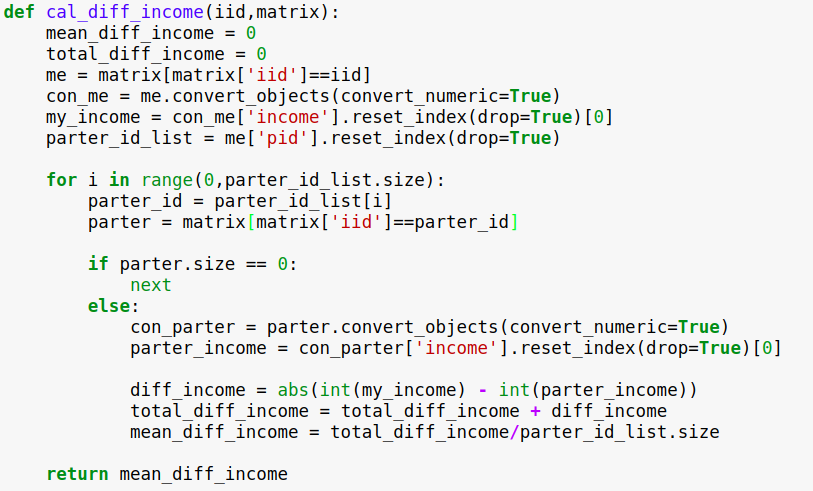 def cal_diff_income(iid,matrix):
    mean_diff_income = 0
    total_diff_income = 0
    me = matrix[matrix['iid']==iid]
    con_me = me.convert_objects(convert_numeric=True)
    my_income = con_me['income'].reset_index(drop=True)[0]
    parter_id_list = me['pid'].reset_index(drop=True)

    for i in range(0,parter_id_list.size):
        parter_id = parter_id_list[i]
        parter = matrix[matrix['iid']==parter_id]

        if parter.size == 0:
            next
        else:
            con_parter = parter.convert_objects(convert_numeric=True)
            parter_income = con_parter['income'].reset_index(drop=True)[0]

            diff_income = abs(int(my_income) - int(parter_income))
            total_diff_income = total_diff_income + diff_income
            mean_diff_income = total_diff_income/parter_id_list.size

    return mean_diff_income